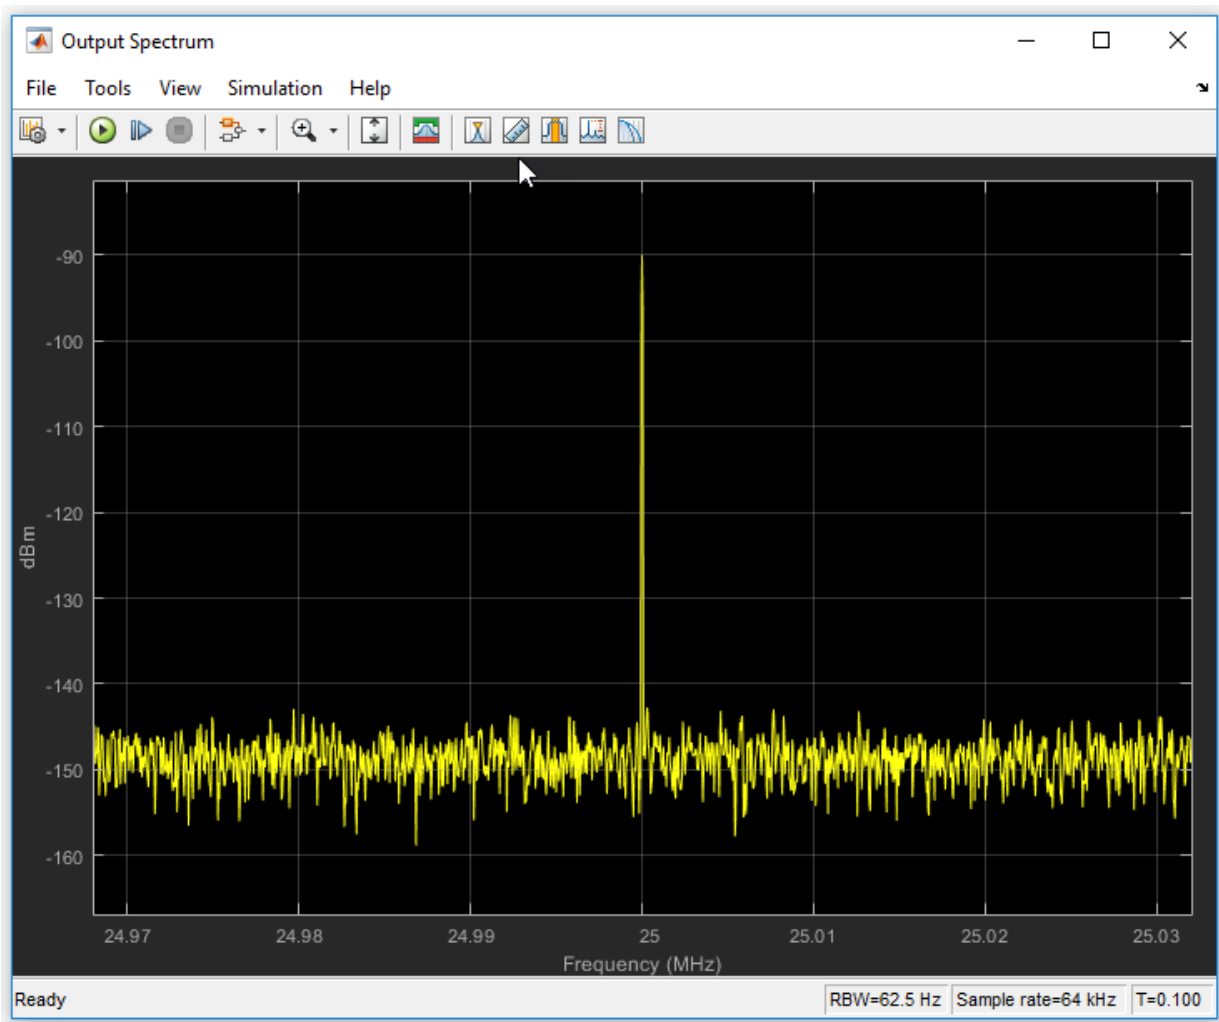 Output Spectrum
File Tools View Simulation Help
-90
-100
-110
-120
-130
-140
-150
-160
dBm
24.97 24.98 24.99 25 25.01 25.02 25.03
Frequency (MHz)
Ready RBW=62.5 Hz Sample rate=64 kHz T=0.100